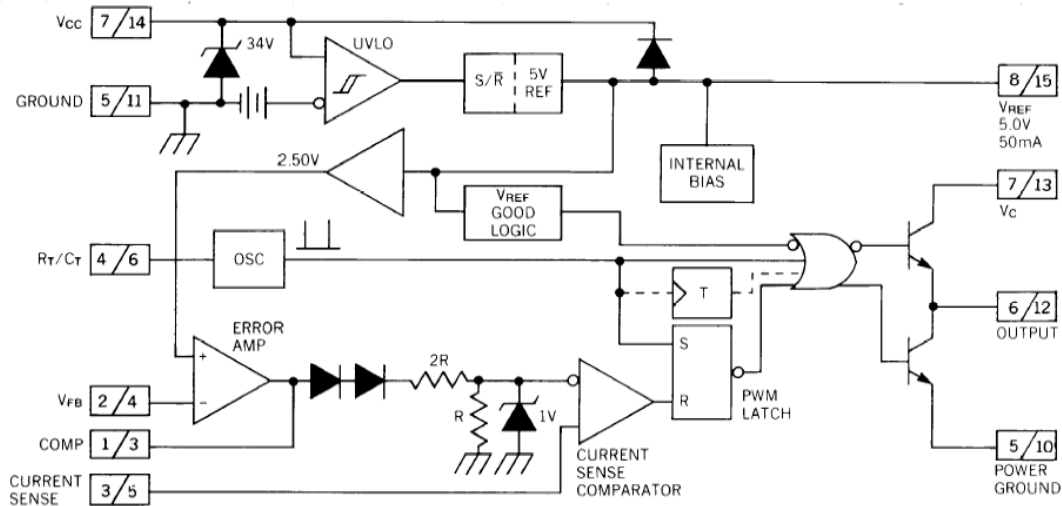 VCC 7/14
34V
UVLO
GROUND 5/11
S/R̅
5V
REF
8/15
VREF
5.0V
50mA
2.50V
INTERNAL
BIAS
VREF
GOOD
LOGIC
7/13
VC
RT/CT 4/6
OSC
T
6/12
OUTPUT
ERROR
AMP
+
−
2R
R
1V
S
R
PWM
LATCH
VFB 2/4
COMP 1/3
CURRENT
SENSE
3/5
CURRENT
SENSE
COMPARATOR
5/10
POWER
GROUND